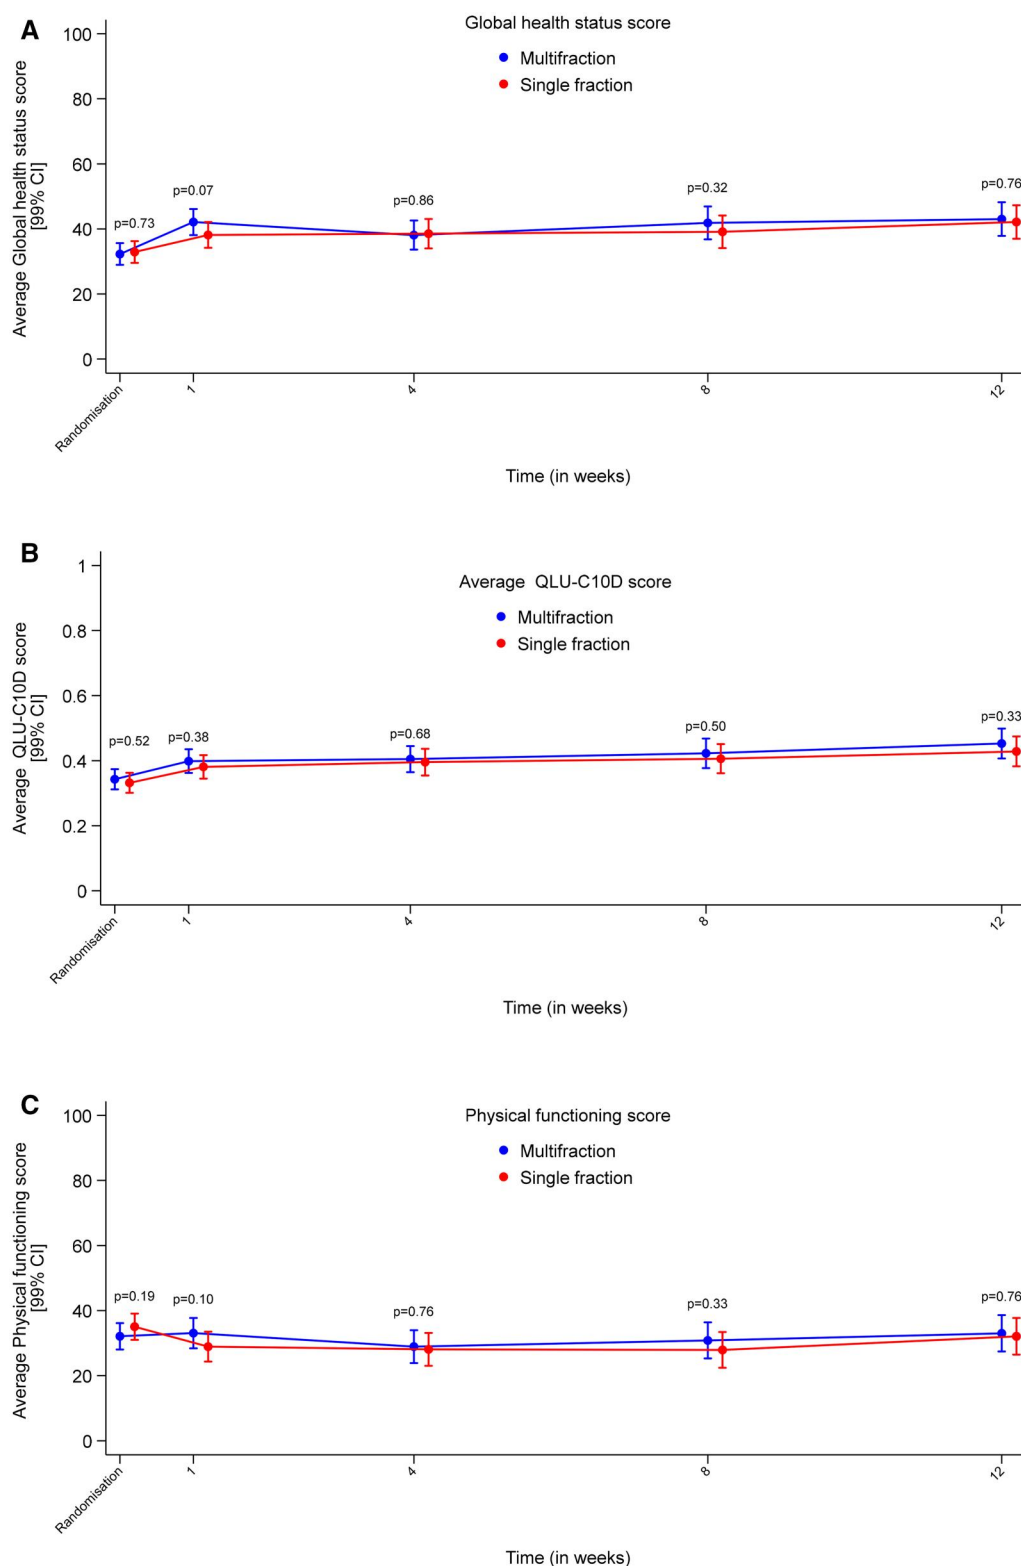 A
Global health status score
Multifraction
Single fraction
Average Global health status score
[99% CI]
100
80
60
40
20
0
p=0.73
p=0.07
p=0.86
p=0.32
p=0.76
Randomisation
1
4
8
12
Time (in weeks)
B
Average QLU-C10D score
Multifraction
Single fraction
Average QLU-C10D score
[99% CI]
1
0.8
0.6
0.4
0.2
0
p=0.52
p=0.38
p=0.68
p=0.50
p=0.33
Randomisation
1
4
8
12
Time (in weeks)
C
Physical functioning score
Multifraction
Single fraction
Average Physical functioning score
[99% CI]
100
80
60
40
20
0
p=0.19
p=0.10
p=0.76
p=0.33
p=0.76
Randomisation
1
4
8
12
Time (in weeks)